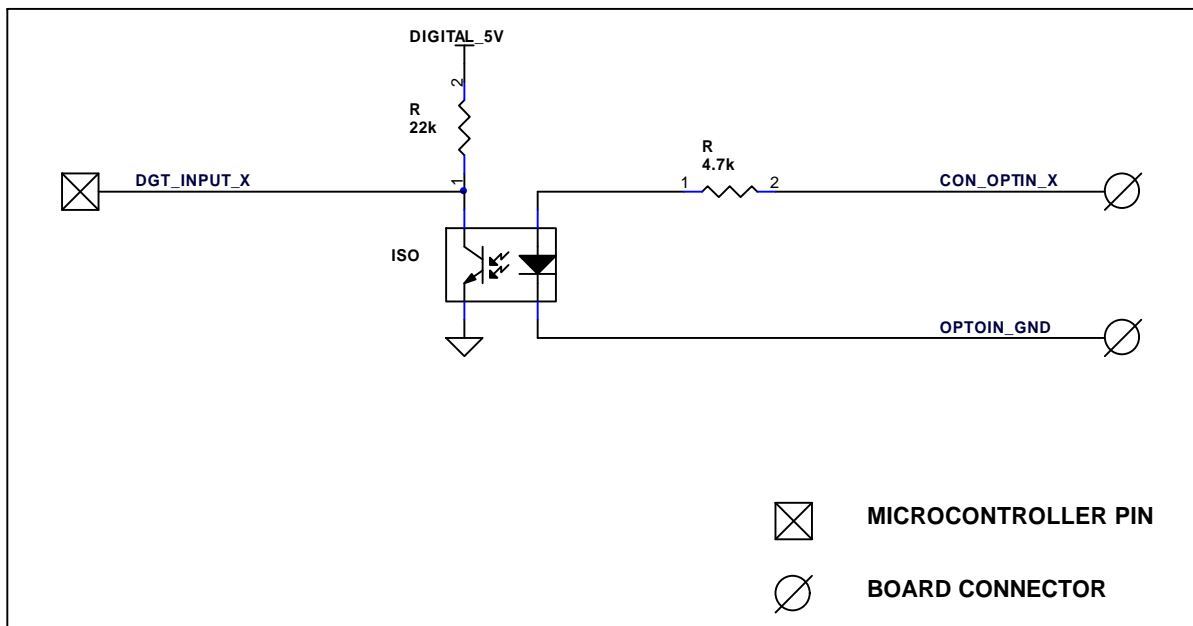 DIGITAL_5V
2
R
22k
R
4.7k
1
DGT_INPUT_X
1
2
CON_OPTIN_X
ISO
OPTOIN_GND
MICROCONTROLLER PIN
BOARD CONNECTOR